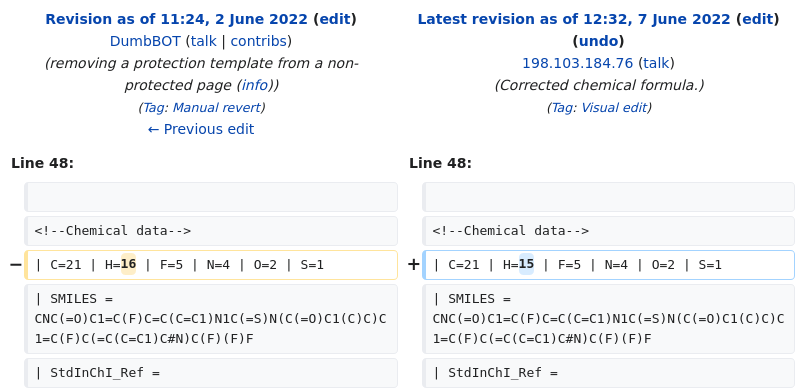 Revision as of 11:24, 2 June 2022 (edit)
DumbBOT (talk | contribs)
(removing a protection template from a non-
protected page (info))
(Tag: Manual revert)
← Previous edit
Latest revision as of 12:32, 7 June 2022 (edit)
(undo)
198.103.184.76 (talk)
(Corrected chemical formula.)
(Tag: Visual edit)
Line 48:
Line 48:
<!--Chemical data-->
<!--Chemical data-->
− | C=21 | H=16 | F=5 | N=4 | O=2 | S=1
+ | C=21 | H=15 | F=5 | N=4 | O=2 | S=1
| SMILES =
CNC(=O)C1=C(F)C=C(C=C1)N1C(=S)N(C(=O)C1(C)C)C
1=C(F)C(=C(C=C1)C#N)C(F)(F)F
| SMILES =
CNC(=O)C1=C(F)C=C(C=C1)N1C(=S)N(C(=O)C1(C)C)C
1=C(F)C(=C(C=C1)C#N)C(F)(F)F
| StdInChI_Ref =
| StdInChI_Ref =